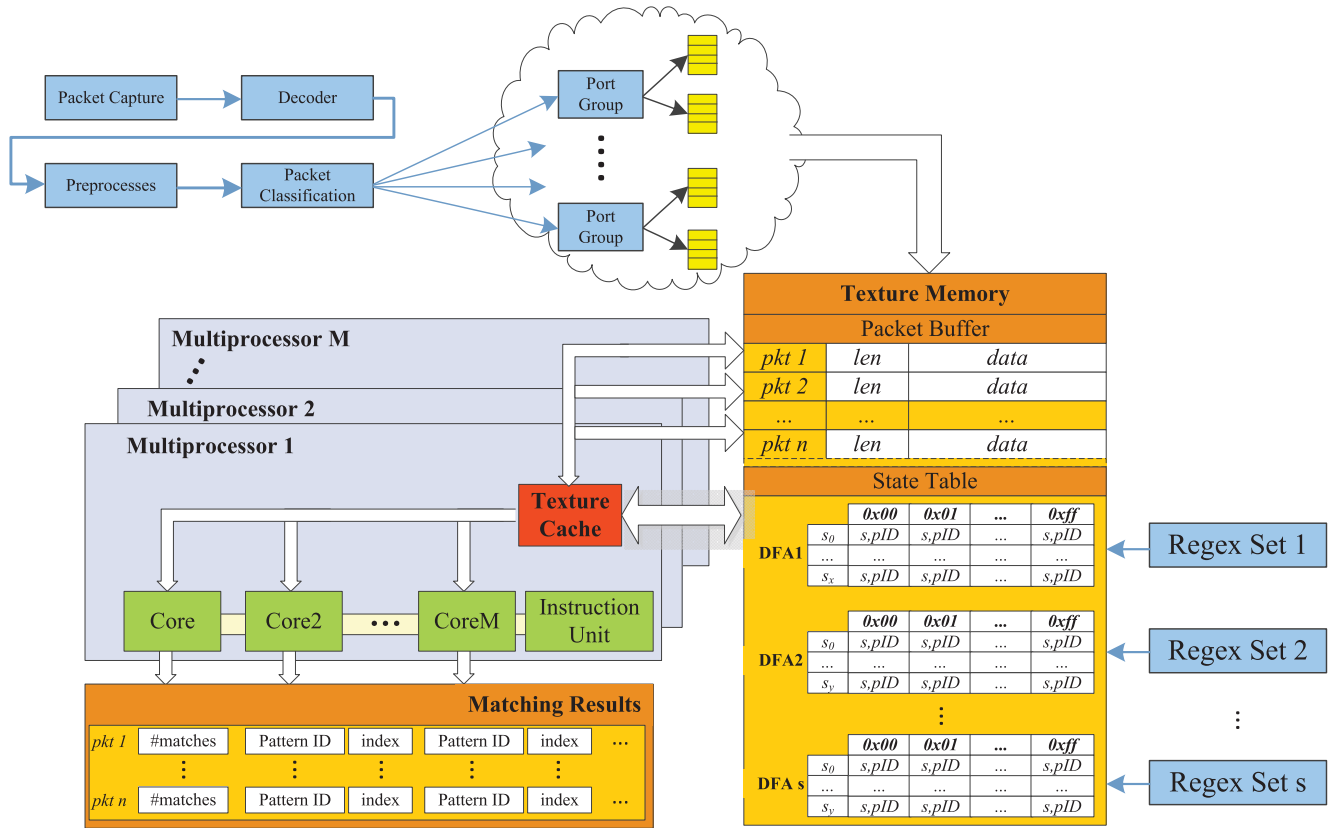 Packet Capture
Decoder
Preprocesses
Packet
Classification
Port
Group
Port
Group
Texture Memory
Packet Buffer
pkt 1 len data
pkt 2 len data
... ... ...
pkt n len data
State Table
0x00 0x01 ... 0xff
DFA1
s0 s,pID s,pID ... s,pID
... ... ... ...
sx s,pID s,pID ... s,pID
0x00 0x01 ... 0xff
DFA2
s0 s,pID s,pID ... s,pID
... ... ... ...
sy s,pID s,pID ... s,pID
0x00 0x01 ... 0xff
DFA s
s0 s,pID s,pID ... s,pID
... ... ... ...
sy s,pID s,pID ... s,pID
Regex Set 1
Regex Set 2
Regex Set s
Multiprocessor M
Multiprocessor 2
Multiprocessor 1
Texture
Cache
Core
Core2
CoreM
Instruction
Unit
Matching Results
pkt 1 #matches Pattern ID index Pattern ID index ...
pkt n #matches Pattern ID index Pattern ID index ...